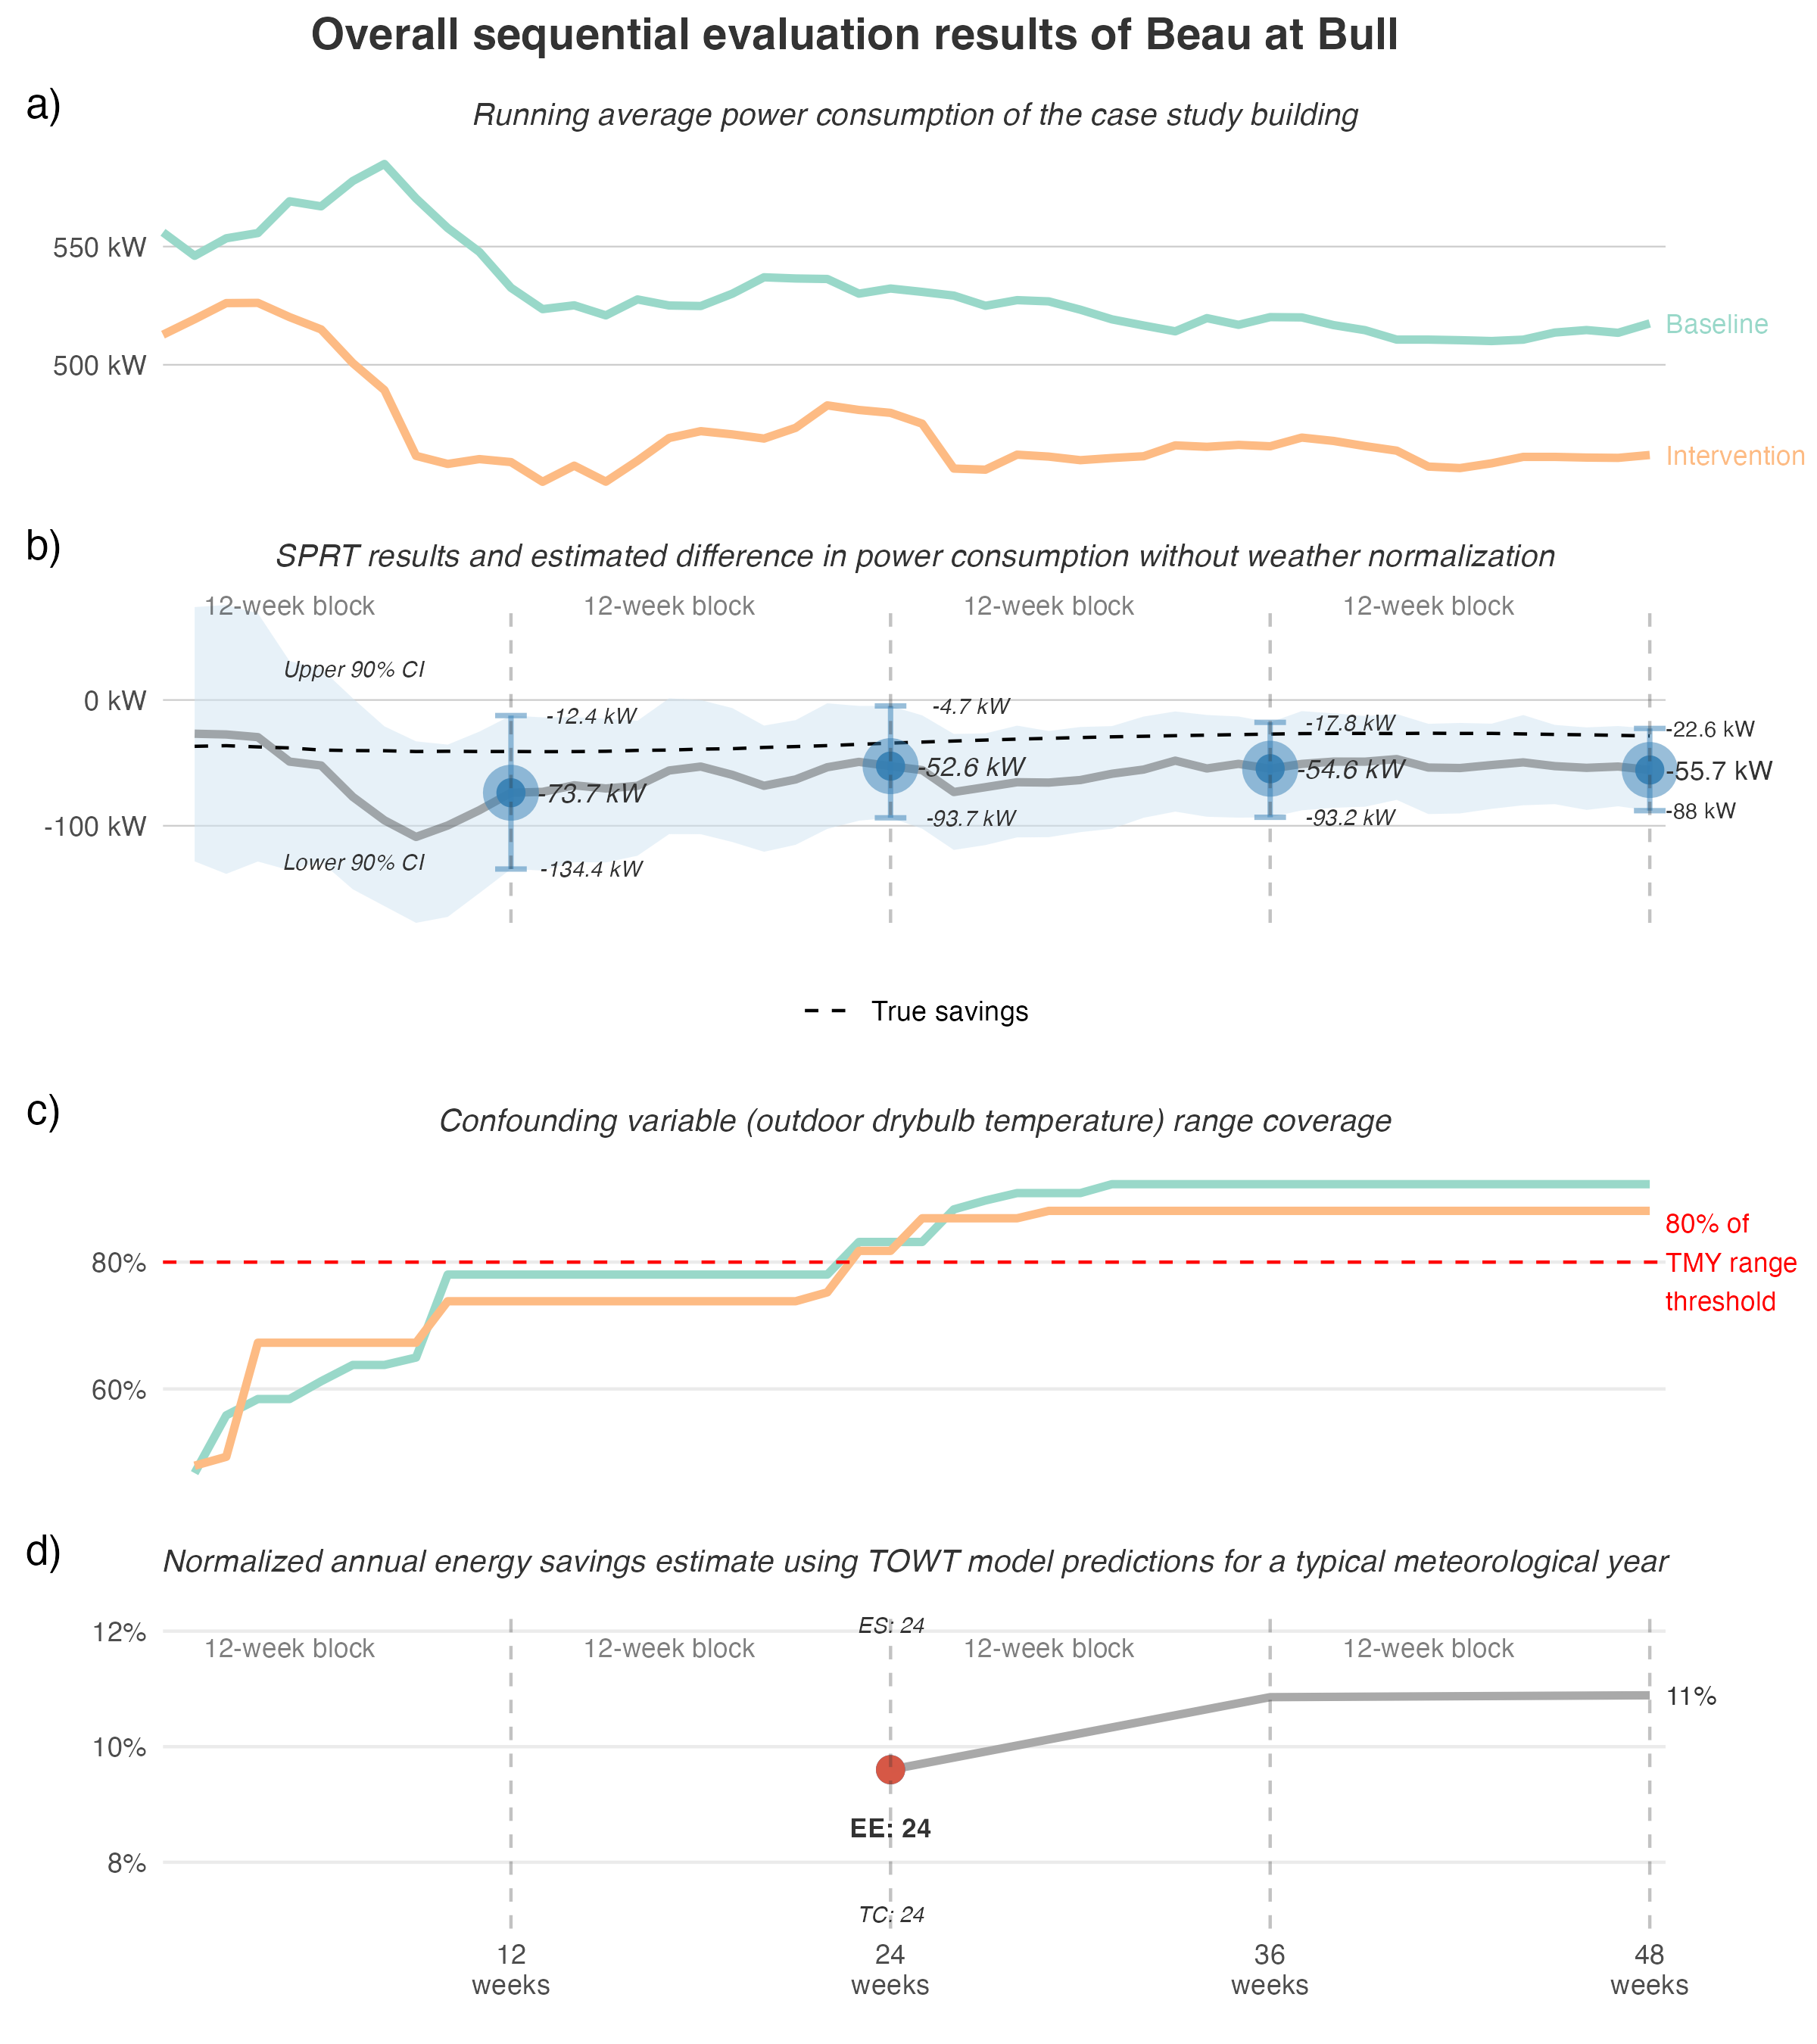 Overall sequential evaluation results of Beau at Bull
a)
Running average power consumption of the case study building
550 kW
500 kW
Baseline
Intervention
b)
SPRT results and estimated difference in power consumption without weather normalization
12-week block 12-week block 12-week block 12-week block
Upper 90% CI
0 kW
-12.4 kW
-4.7 kW
-17.8 kW
-22.6 kW
-73.7 kW
-52.6 kW
-54.6 kW
-55.7 kW
-100 kW
-93.7 kW
-93.2 kW
-88 kW
Lower 90% CI
-134.4 kW
True savings
c)
Confounding variable (outdoor drybulb temperature) range coverage
80%
60%
80% of
TMY range
threshold
d)
Normalized annual energy savings estimate using TOWT model predictions for a typical meteorological year
ES: 24
12%
12-week block 12-week block 12-week block 12-week block
11%
10%
EE: 24
8%
TC: 24
12 24 36 48
weeks weeks weeks weeks